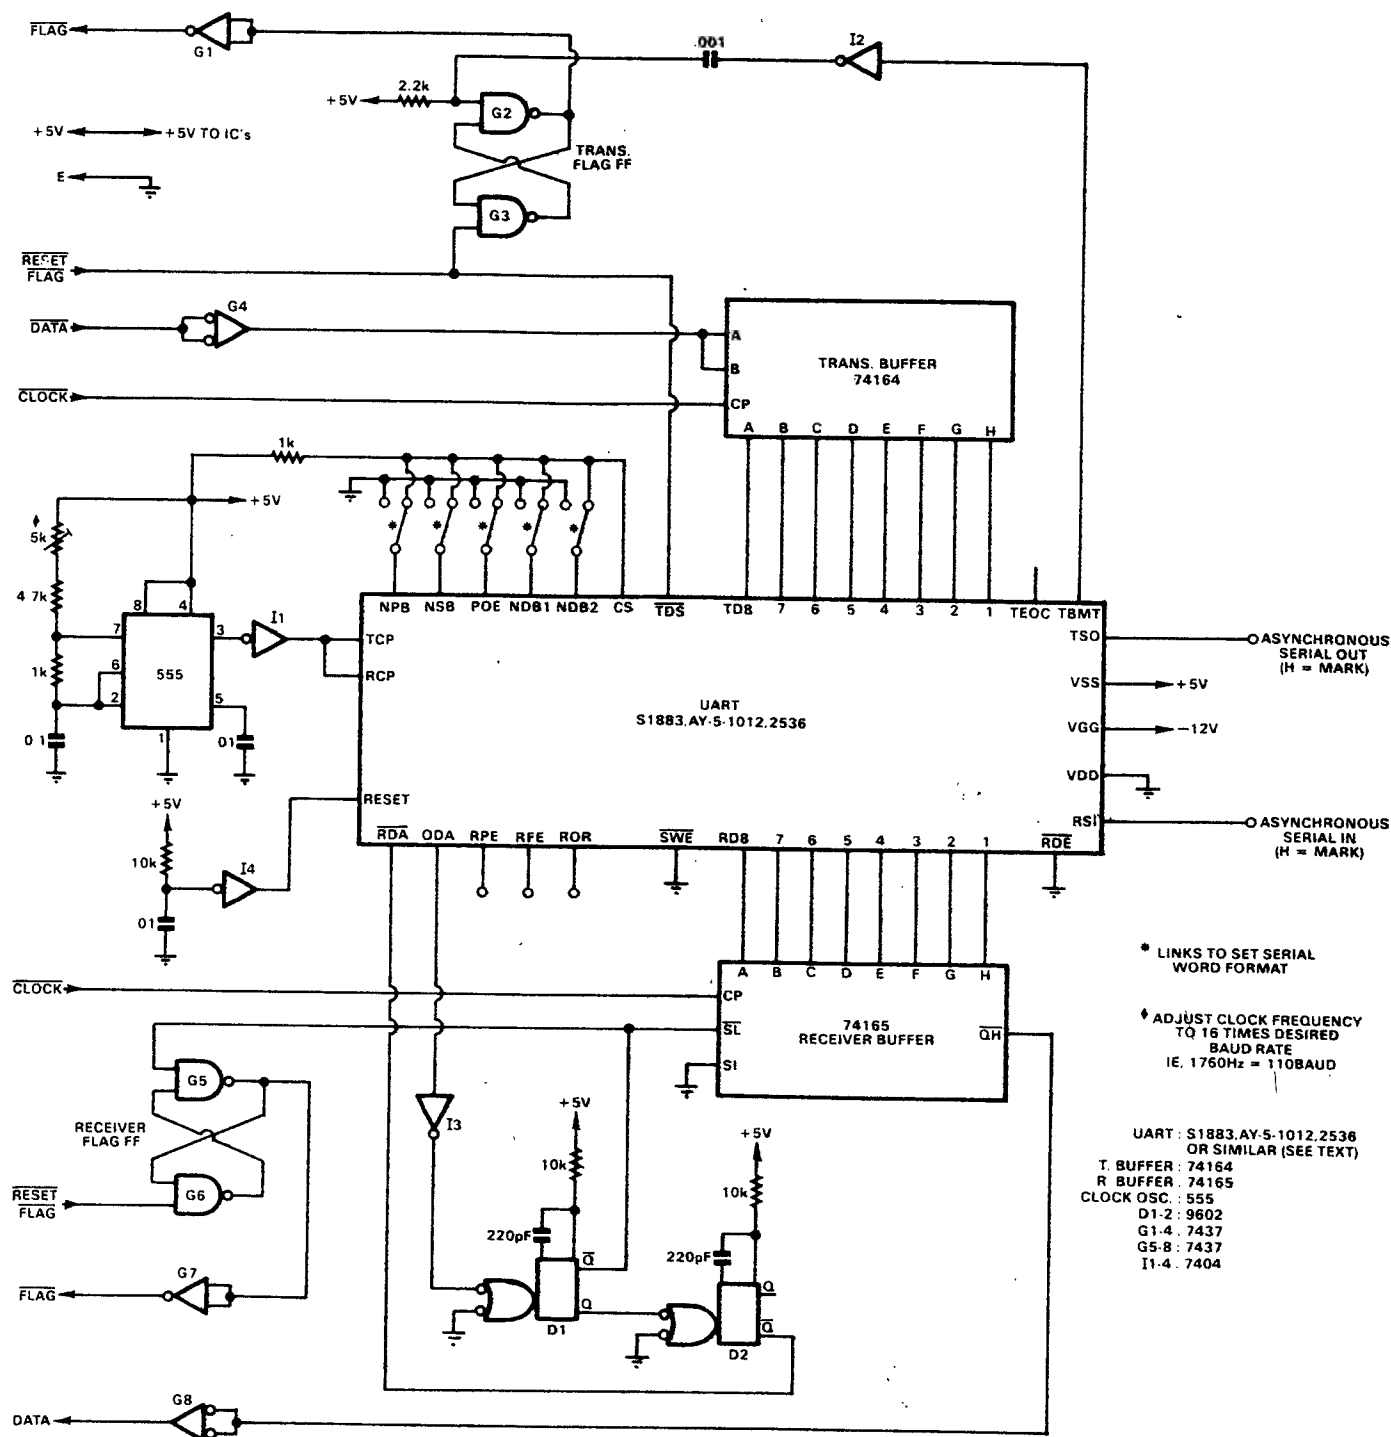 FLAG
G1
.001
I2
2.2k
+5V
G2
+5V
+5V TO IC's
TRANS.
FLAG FF
E
G3
RESET
FLAG
DATA
G4
A
B
CP
TRANS. BUFFER
74164
CLOCK
A B C D E F G H
1k
+5V
5k
* * * *
4 7k
8 4
NPB NSB POE NDB1 NDB2 CS TDS TD8 7 6 5 4 3 2 1 TEOC TBMT
7 3
I1
TCP
TSO
ASYNCHRONOUS
SERIAL OUT
(H = MARK)
6
555
RCP
1k
2 5
VSS
+5V
UART
S1883,AY-5-1012,2536
0 1
1
01
VGG
-12V
VDD
+5V
RESET
RSI
ASYNCHRONOUS
SERIAL IN
(H = MARK)
RDA ODA RPE RFE ROR SWE RD8 7 6 5 4 3 2 1 RDE
10k
I4
01
* LINKS TO SET SERIAL
WORD FORMAT
CLOCK
A B C D E F G H
CP
SL
SI
74165
RECEIVER BUFFER
QH
ADJUST CLOCK FREQUENCY
TO 16 TIMES DESIRED
BAUD RATE
IE. 1760Hz = 110BAUD
G5
RECEIVER
FLAG FF
I3
+5V
+5V
G6
RESET
FLAG
10k
10k
UART : S1883,AY-5-1012,2536
OR SIMILAR (SEE TEXT)
T. BUFFER : 74164
R BUFFER . 74165
CLOCK OSC. : 555
D1-2 : 9602
G1-4 . 7437
G5-8 : 7437
I1-4 . 7404
220pF
Q
Q
D1
220pF
Q
Q
D2
G7
FLAG
G8
DATA